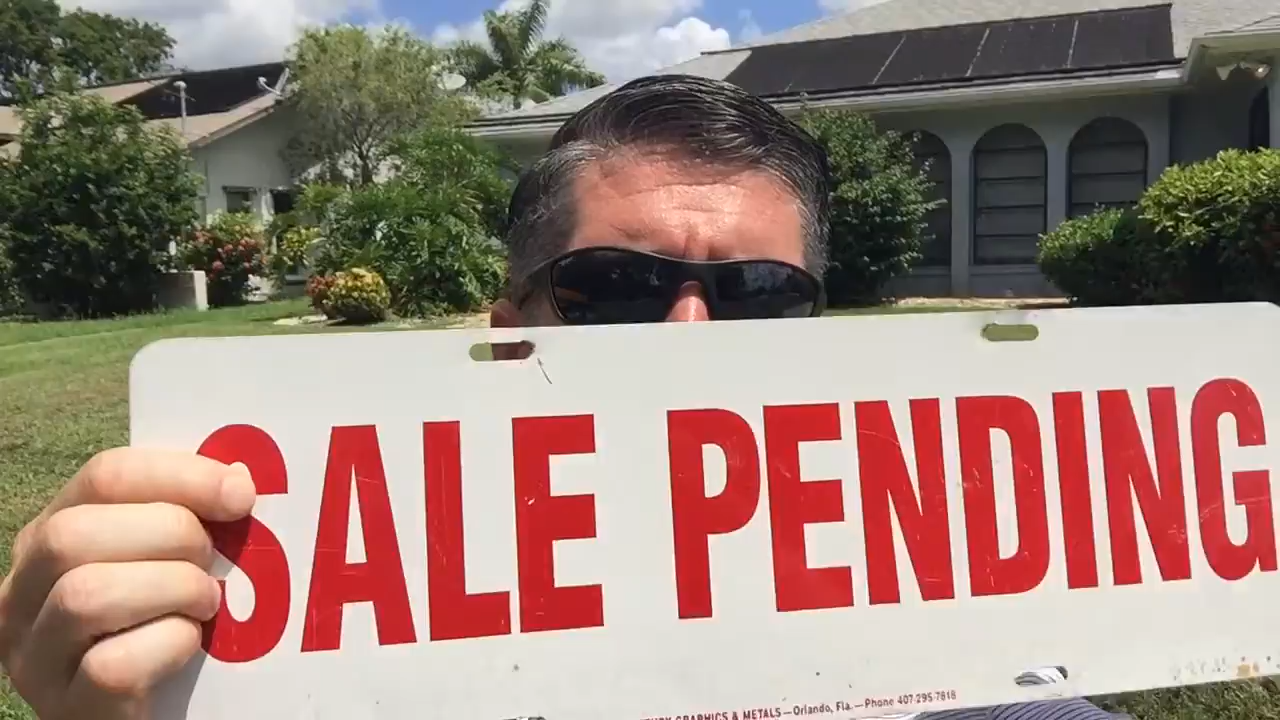 SALE PENDING
GRAPHICS & METALS—Orlando, Fla.—Phone 407-295-7818